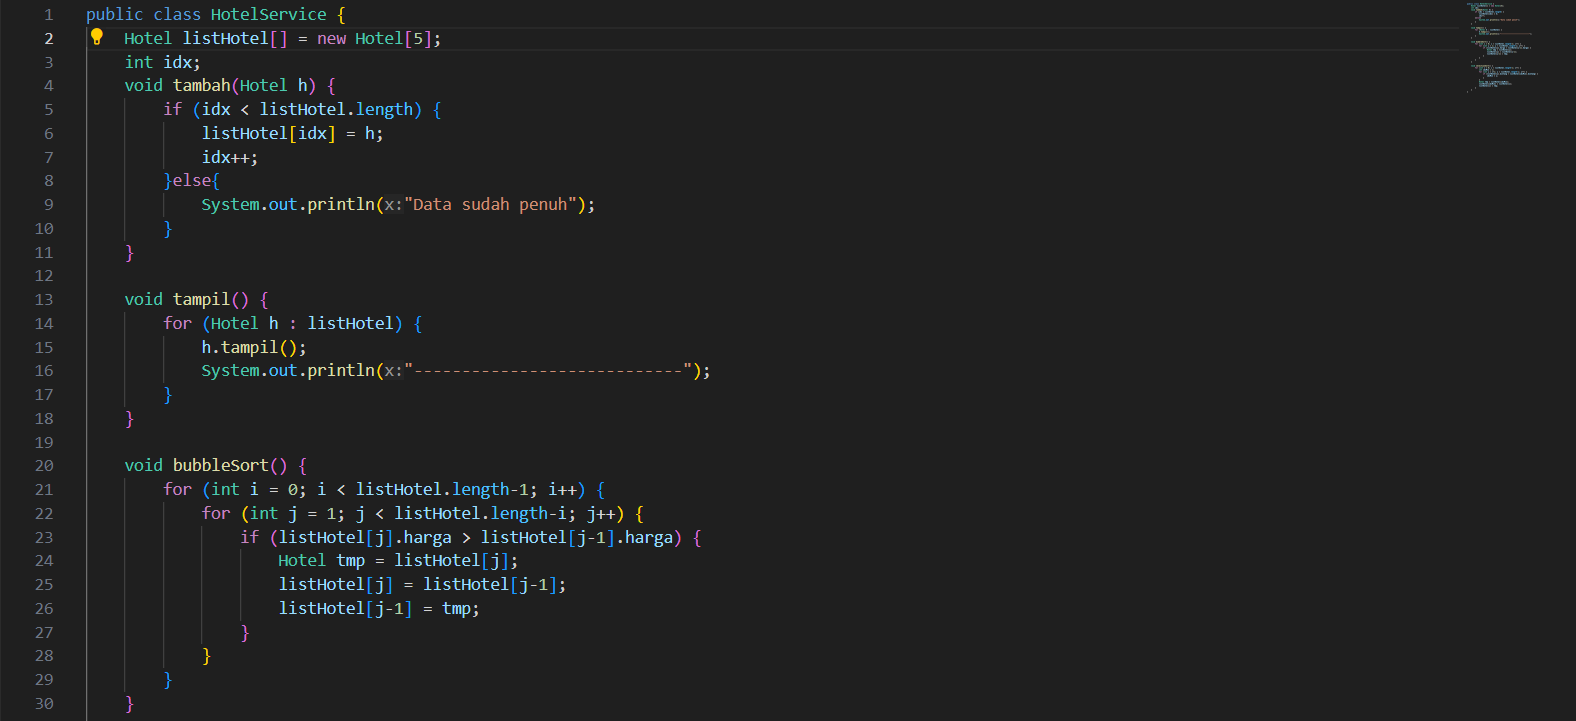 1 public class HotelService {
2 Hotel listHotel[] = new Hotel[5];
3 int idx;
4 void tambah(Hotel h) {
5 if (idx < listHotel.length) {
6 listHotel[idx] = h;
7 idx++;
8 }else{
9 System.out.println(x:"Data sudah penuh");
10 }
11 }
12
13 void tampil() {
14 for (Hotel h : listHotel) {
15 h.tampil();
16 System.out.println(x:"----------------------------");
17 }
18 }
19
20 void bubbleSort() {
21 for (int i = 0; i < listHotel.length-1; i++) {
22 for (int j = 1; j < listHotel.length-i; j++) {
23 if (listHotel[j].harga > listHotel[j-1].harga) {
24 Hotel tmp = listHotel[j];
25 listHotel[j] = listHotel[j-1];
26 listHotel[j-1] = tmp;
27 }
28 }
29 }
30 }